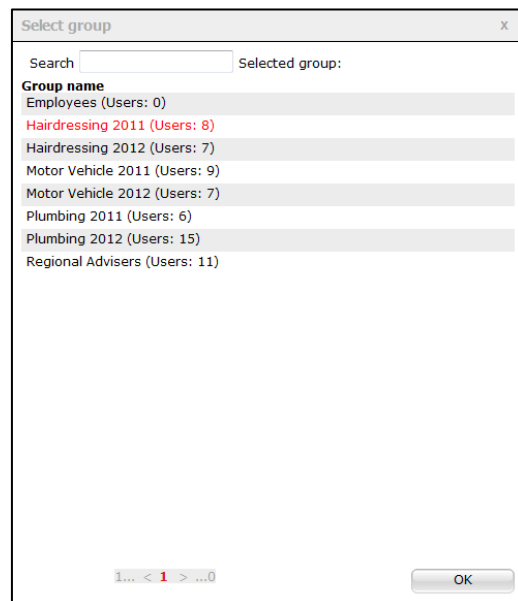 Select group x
Search Selected group:
Group name
Employees (Users: 0)
Hairdressing 2011 (Users: 8)
Hairdressing 2012 (Users: 7)
Motor Vehicle 2011 (Users: 9)
Motor Vehicle 2012 (Users: 7)
Plumbing 2011 (Users: 6)
Plumbing 2012 (Users: 15)
Regional Advisers (Users: 11)
1... < 1 > ...0 OK